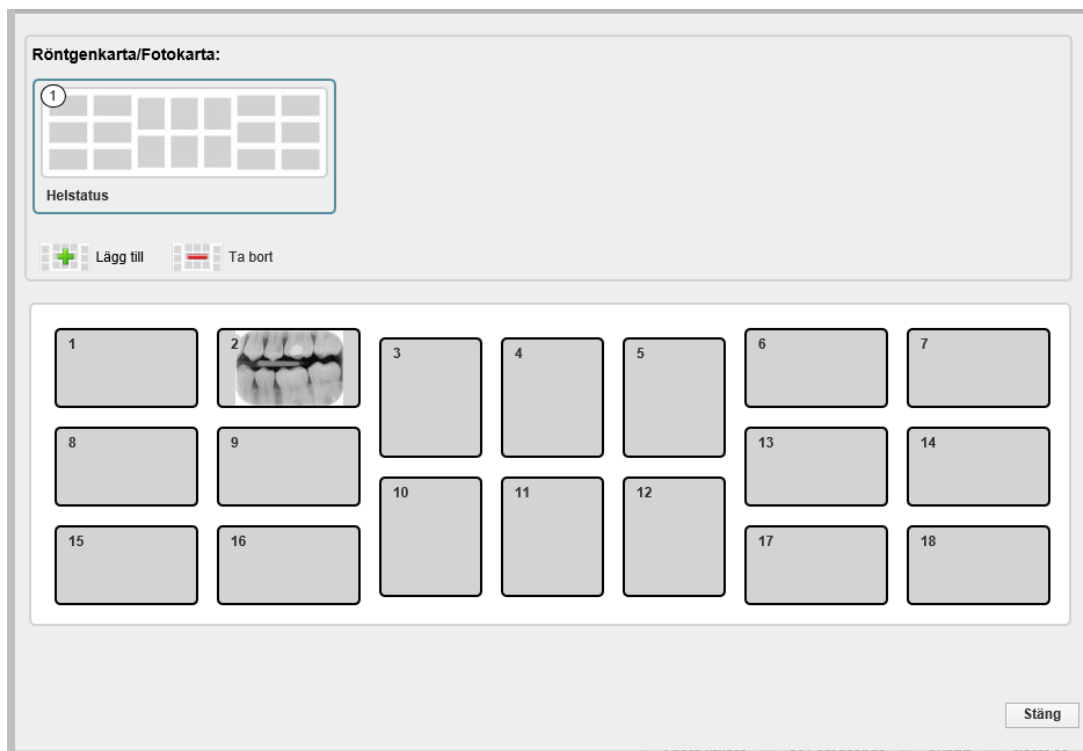 Röntgenkarta/Fotokarta:
1
Helstatus
Lägg till
Ta bort
1 2 3 4 5 6 7
8 9 13 14
10 11 12
15 16 17 18
Stäng